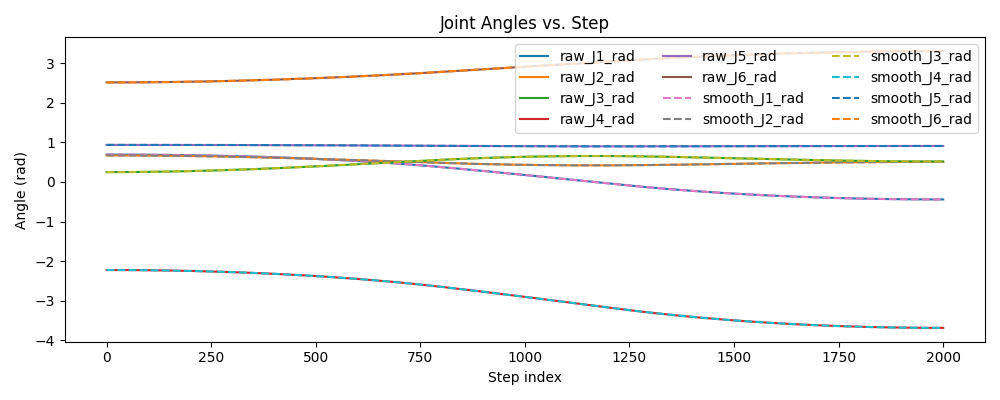 Joint Angles vs. Step
raw_J1_rad
raw_J2_rad
raw_J3_rad
raw_J4_rad
raw_J5_rad
raw_J6_rad
smooth_J1_rad
smooth_J2_rad
smooth_J3_rad
smooth_J4_rad
smooth_J5_rad
smooth_J6_rad
Angle (rad)
3
2
1
0
−1
−2
−3
−4
0
250
500
750
1000
1250
1500
1750
2000
Step index